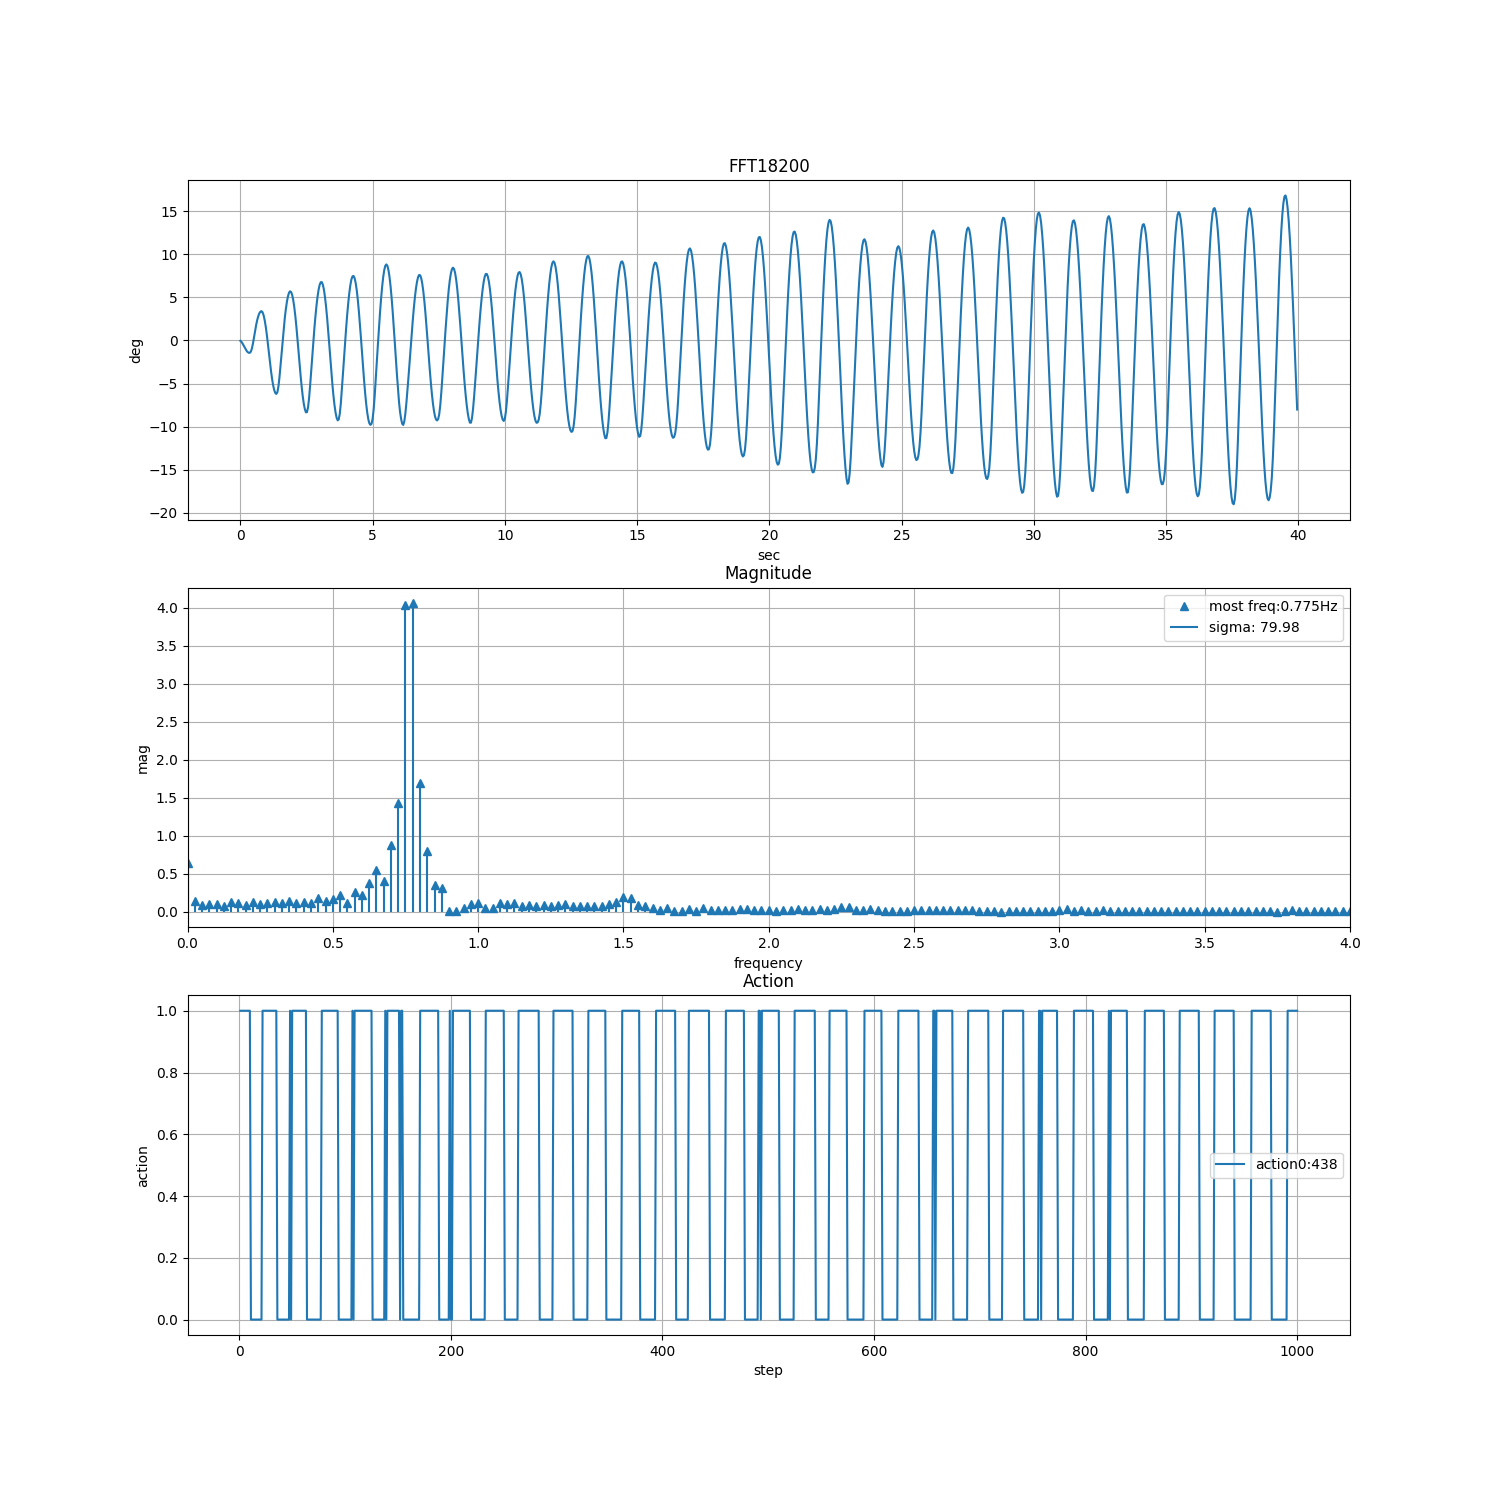 FFT18200
15
10
5
0
−5
−10
−15
−20
deg
0 5 10 15 20 25 30 35 40
sec
Magnitude
4.0
3.5
3.0
2.5
2.0
1.5
1.0
0.5
0.0
mag
most freq:0.775Hz
sigma: 79.98
0.0 0.5 1.0 1.5 2.0 2.5 3.0 3.5 4.0
frequency
Action
1.0
0.8
0.6
0.4
0.2
0.0
action
action0:438
0 200 400 600 800 1000
step